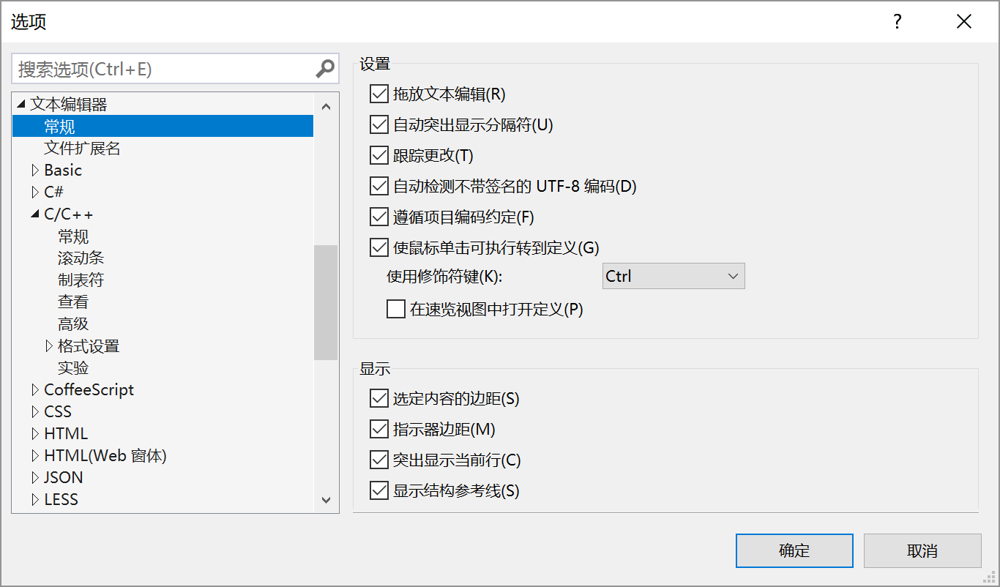 选项
?
搜索选项(Ctrl+E)
文本编辑器
常规
文件扩展名
Basic
C#
C/C++
常规
滚动条
制表符
查看
高级
格式设置
实验
CoffeeScript
CSS
HTML
HTML(Web 窗体)
JSON
LESS
设置
拖放文本编辑(R)
自动突出显示分隔符(U)
跟踪更改(T)
自动检测不带签名的 UTF-8 编码(D)
遵循项目编码约定(F)
使鼠标单击可执行转到定义(G)
使用修饰符键(K): Ctrl
在速览视图中打开定义(P)
显示
选定内容的边距(S)
指示器边距(M)
突出显示当前行(C)
显示结构参考线(S)
确定 取消